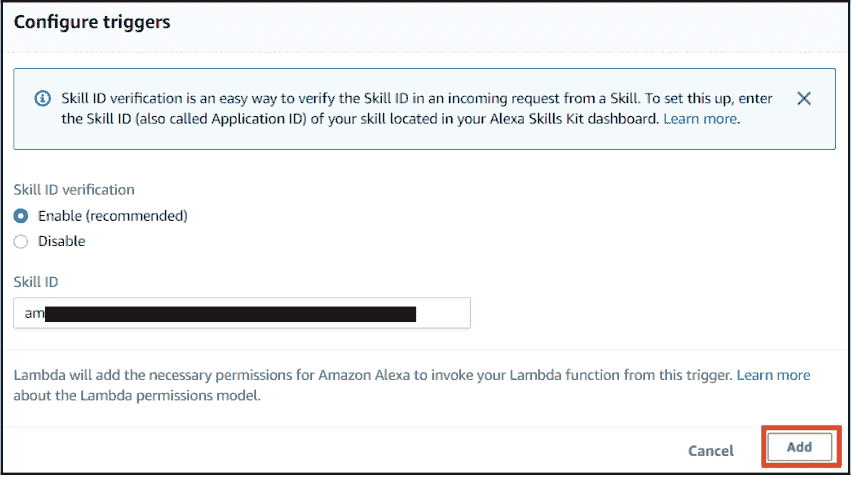 Configure triggers
Skill ID verification is an easy way to verify the Skill ID in an incoming request from a Skill. To set this up, enter
the Skill ID (also called Application ID) of your skill located in your Alexa Skills Kit dashboard. Learn more.
Skill ID verification
Enable (recommended)
Disable
Skill ID
am
Lambda will add the necessary permissions for Amazon Alexa to invoke your Lambda function from this trigger. Learn more
about the Lambda permissions model.
Cancel
Add